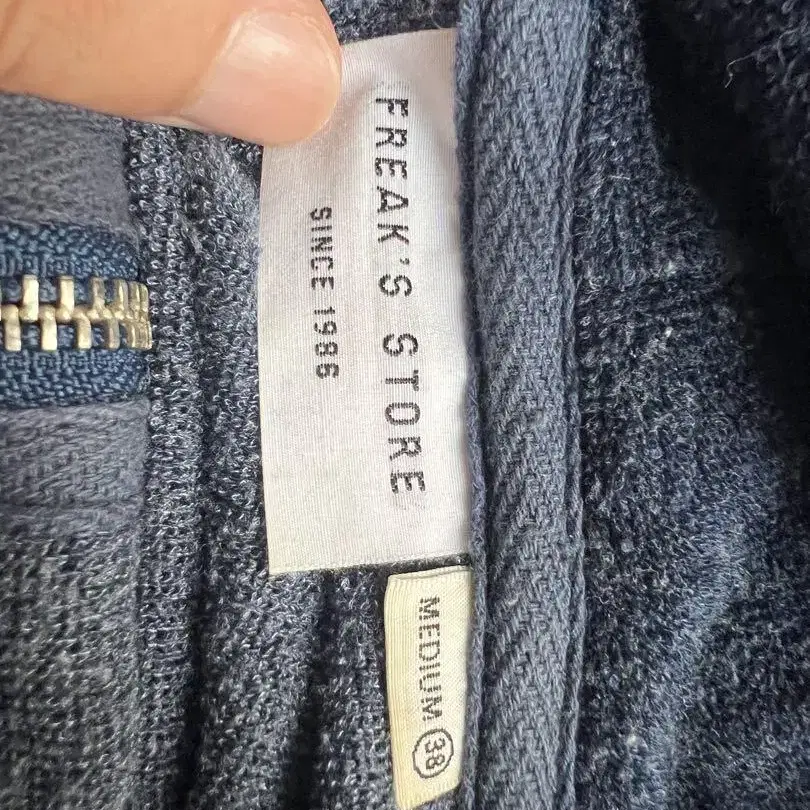 FREAK'S STORE
SINCE 1986
MEDIUM 38